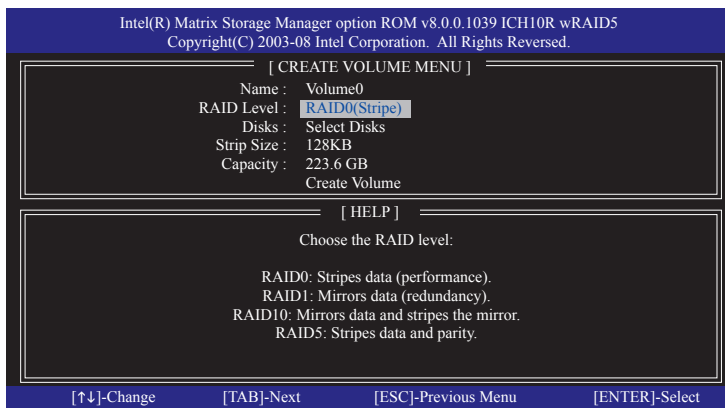 Intel(R) Matrix Storage Manager option ROM v8.0.0.1039 ICH10R wRAID5
Copyright(C) 2003-08 Intel Corporation. All Rights Reversed.
[ CREATE VOLUME MENU ]
Name : Volume0
RAID Level : RAID0(Stripe)
Disks : Select Disks
Strip Size : 128KB
Capacity : 223.6 GB
Create Volume
[ HELP ]
Choose the RAID level:
RAID0: Stripes data (performance).
RAID1: Mirrors data (redundancy).
RAID10: Mirrors data and stripes the mirror.
RAID5: Stripes data and parity.
[↑↓]-Change [TAB]-Next [ESC]-Previous Menu [ENTER]-Select